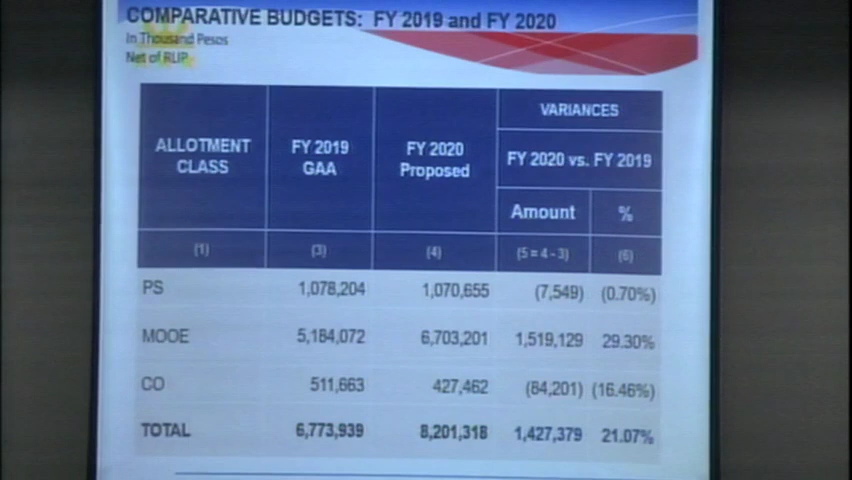 COMPARATIVE BUDGETS: FY 2019 and FY 2020
In Thousand Pesos
Net of RLIP
ALLOTMENT CLASS FY 2019 GAA FY 2020 Proposed VARIANCES
FY 2020 vs. FY 2019
Amount %
(1) (3) (4) (5 = 4 - 3) (6)
PS 1,078,204 1,070,655 (7,549) (0.70%)
MOOE 5,184,072 6,703,201 1,519,129 29.30%
CO 511,663 427,462 (84,201) (16.46%)
TOTAL 6,773,939 8,201,318 1,427,379 21.07%